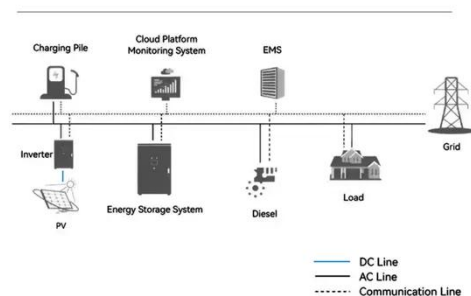 Cloud Platform
Monitoring System
Charging Pile
EMS
Grid
Inverter
PV
Energy Storage System
Diesel
Load
DC Line
AC Line
Communication Line